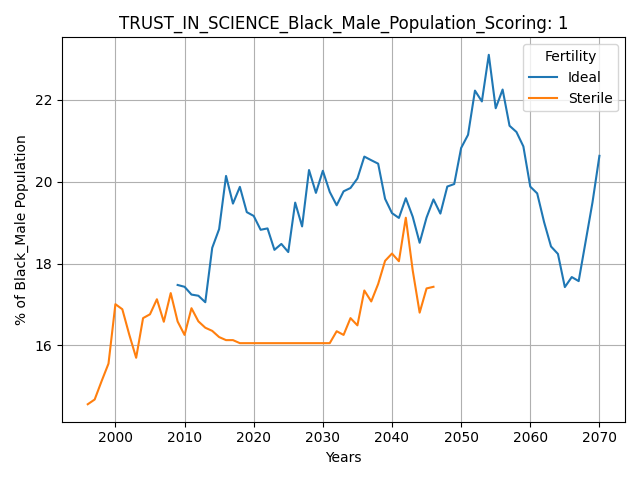 TRUST_IN_SCIENCE_Black_Male_Population_Scoring: 1
Fertility
Ideal
Sterile
% of Black_Male Population
22
20
18
16
2000 2010 2020 2030 2040 2050 2060 2070
Years